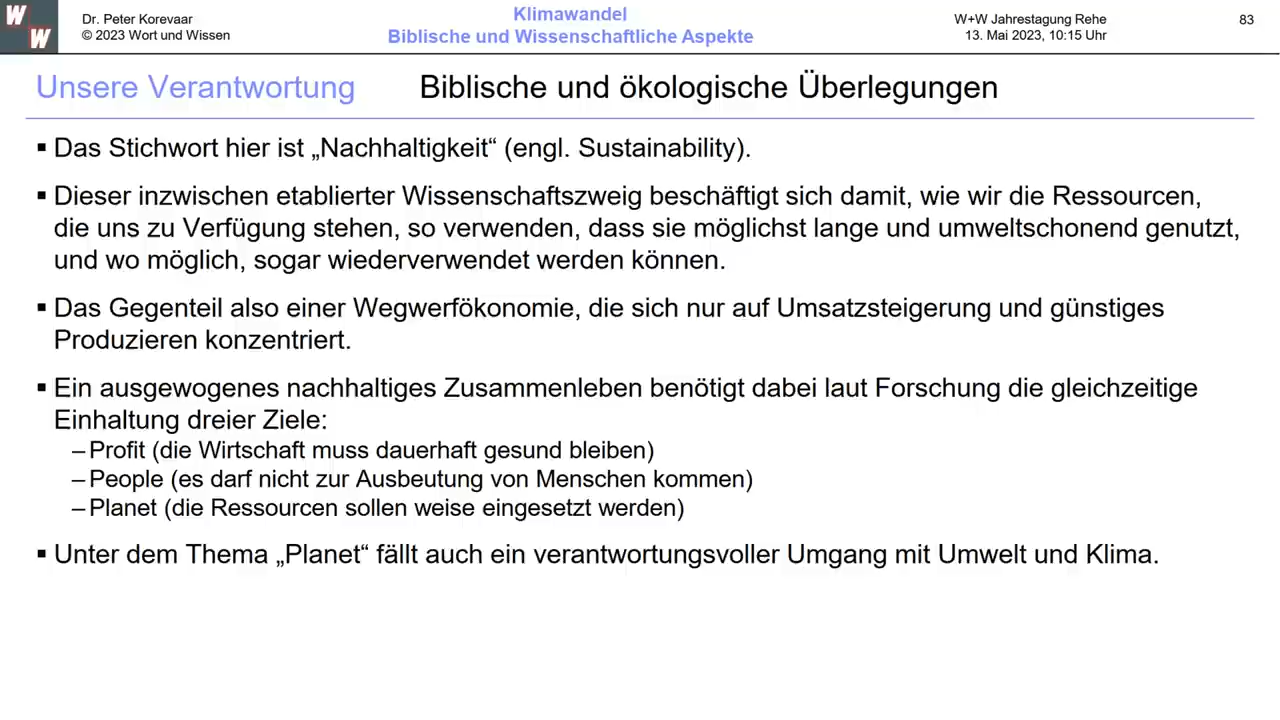 W W
Dr. Peter Korevaar
© 2023 Wort und Wissen
Klimawandel
Biblische und Wissenschaftliche Aspekte
W+W Jahrestagung Rehe
13. Mai 2023, 10:15 Uhr
83
Unsere Verantwortung Biblische und ökologische Überlegungen
▪ Das Stichwort hier ist „Nachhaltigkeit“ (engl. Sustainability).
▪ Dieser inzwischen etablierter Wissenschaftszweig beschäftigt sich damit, wie wir die Ressourcen,
die uns zu Verfügung stehen, so verwenden, dass sie möglichst lange und umweltschonend genutzt,
und wo möglich, sogar wiederverwendet werden können.
▪ Das Gegenteil also einer Wegwerfökonomie, die sich nur auf Umsatzsteigerung und günstiges
Produzieren konzentriert.
▪ Ein ausgewogenes nachhaltiges Zusammenleben benötigt dabei laut Forschung die gleichzeitige
Einhaltung dreier Ziele:
– Profit (die Wirtschaft muss dauerhaft gesund bleiben)
– People (es darf nicht zur Ausbeutung von Menschen kommen)
– Planet (die Ressourcen sollen weise eingesetzt werden)
▪ Unter dem Thema „Planet“ fällt auch ein verantwortungsvoller Umgang mit Umwelt und Klima.